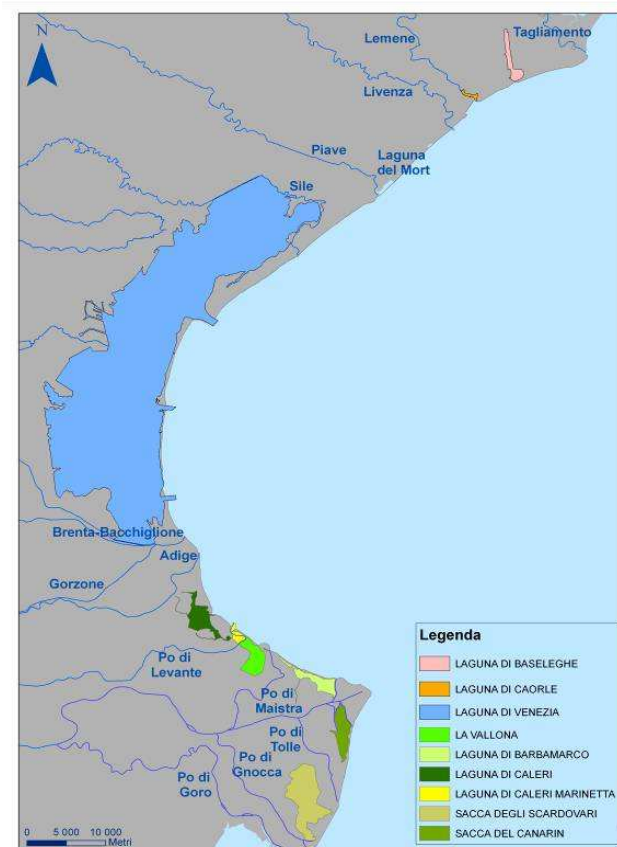 N
Tagliamento
Lemene
Livenza
Piave
Laguna
del Mort
Sile
Brenta-Bacchiglione
Adige
Gorzone
Po di
Levante
Po di
Maistra
Po di
Tolle
Po di
Gnocca
Po di
Goro
Legenda
LAGUNA DI BASELEGHE
LAGUNA DI CAORLE
LAGUNA DI VENEZIA
LA VALLONA
LAGUNA DI BARBAMARCO
LAGUNA DI CALERI
LAGUNA DI CALERI MARINETTA
SACCA DEGLI SCARDOVARI
SACCA DEL CANARIN
0 5 000 10 000
Metri